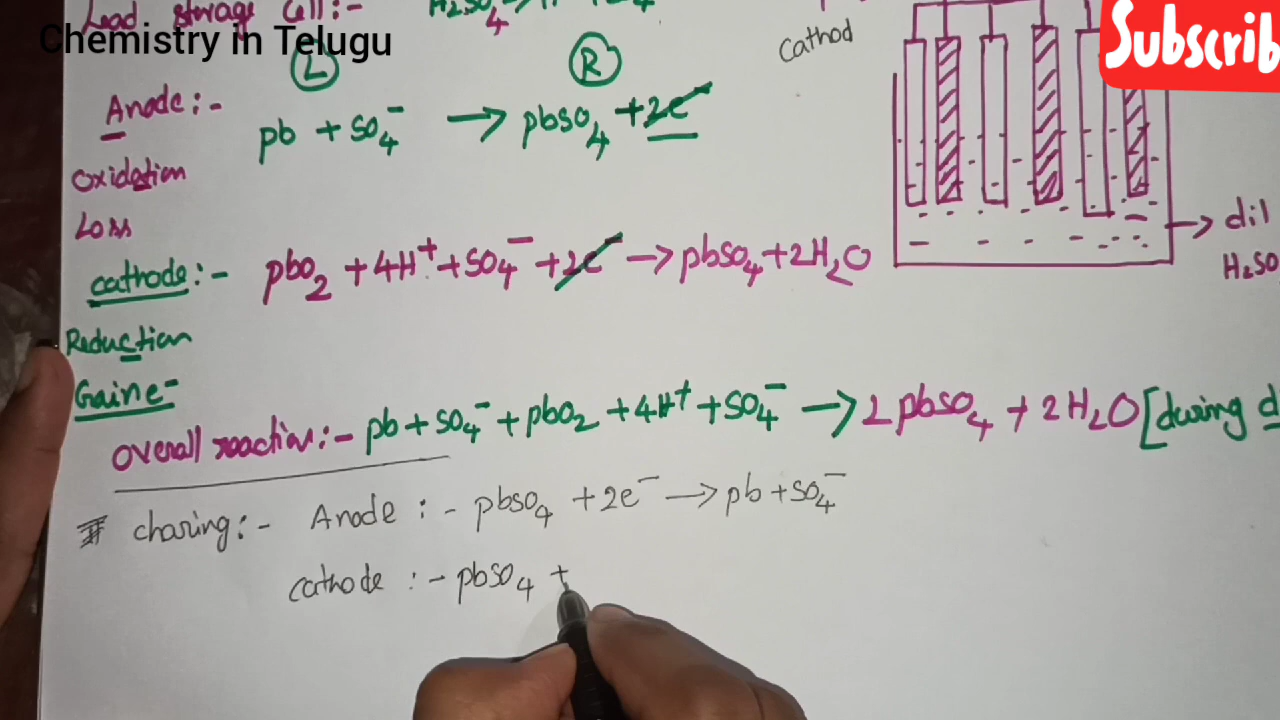 Lead storage Cell:-
Chemistry in Telugu
Cathod
Subscrib
L R
Anode:- pb + SO₄⁻ → pbSO₄ + 2e⁻
Oxidation
Loss
cathode:- pbO₂ + 4H⁺ + SO₄⁻ + 2e⁻ → pbSO₄ + 2H₂O
dil
H₂SO
Reduction
Gaine⁻
Overall reaction:- pb + SO₄⁻ + pbO₂ + 4H⁺ + SO₄⁻ → 2pbSO₄ + 2H₂O [during d
charing:- Anode :- pbSO₄ + 2e⁻ → pb + SO₄⁻
cathode :- pbSO₄ +